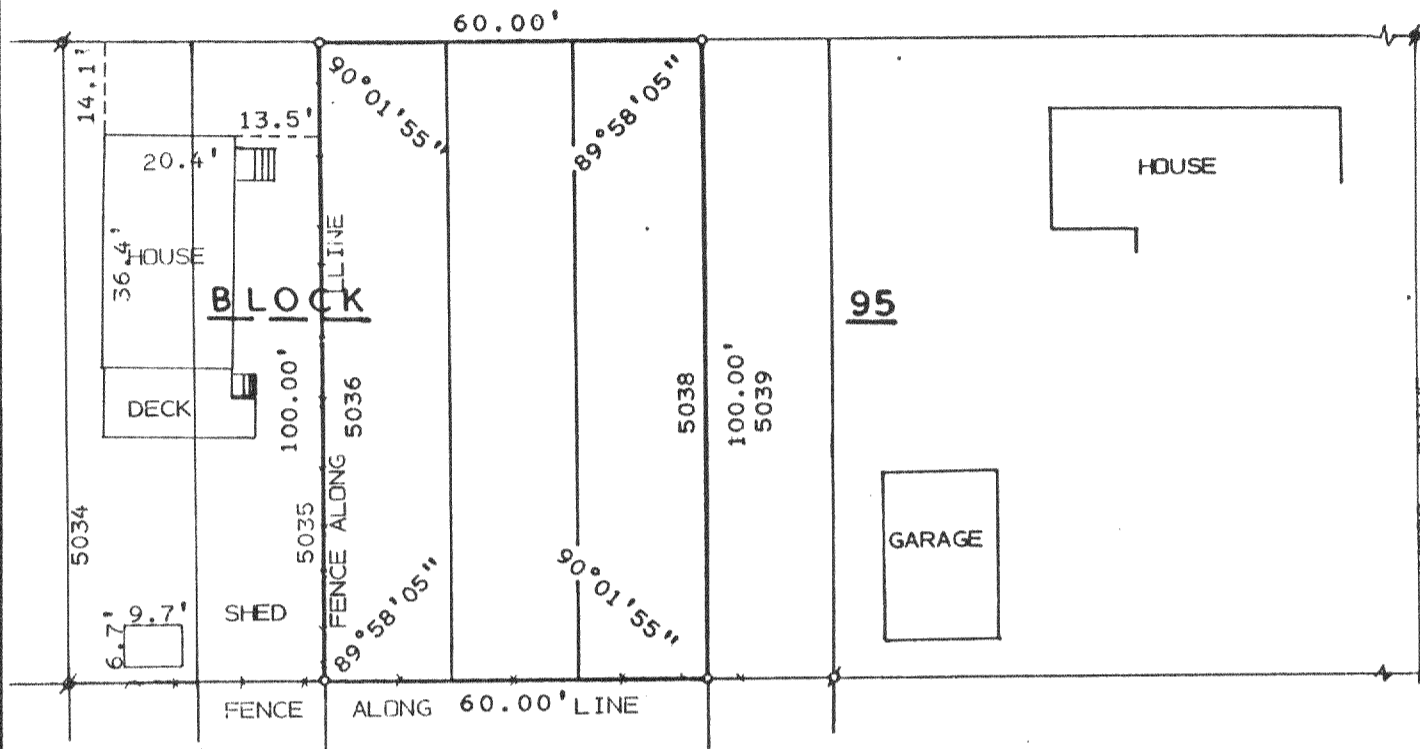 60.00'
14.1'
90°01'55"
89°58'05"
13.5'
20.4'
HOUSE
36.4'
HOUSE
LINE
BLOCK
95
100.00'
5036
5038
100.00'
5039
DECK
5034
5035
FENCE ALONG
GARAGE
89°58'05"
90°01'55"
9.7'
6.7'
SHED
FENCE ALONG 60.00' LINE